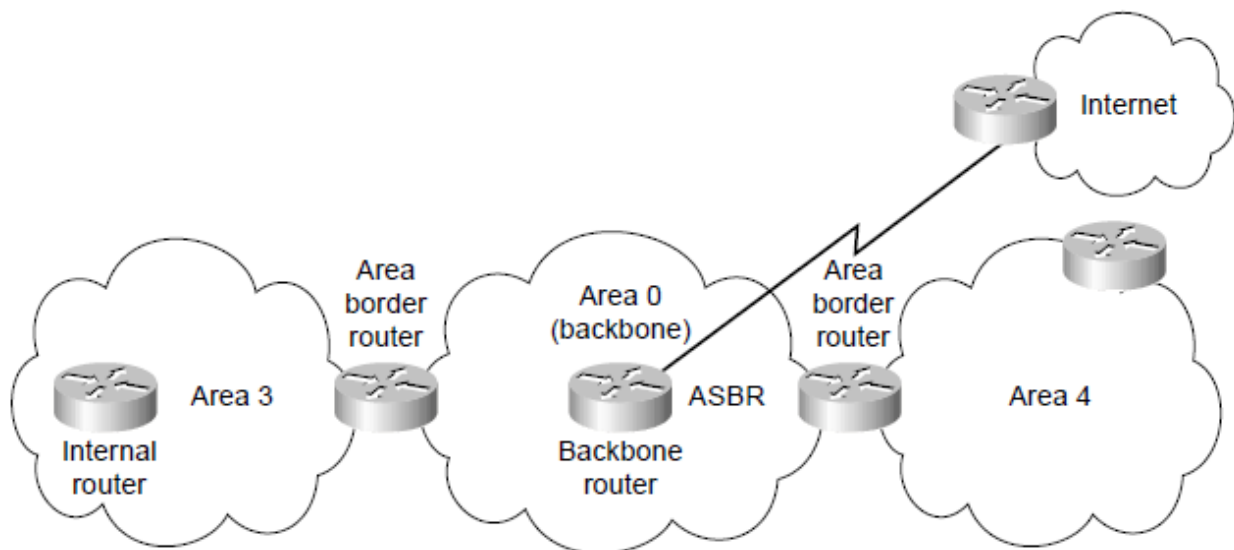 Internet
Area
border
router
Area 0
(backbone)
Area
border
router
Area 3
ASBR
Area 4
Internal
router
Backbone
router